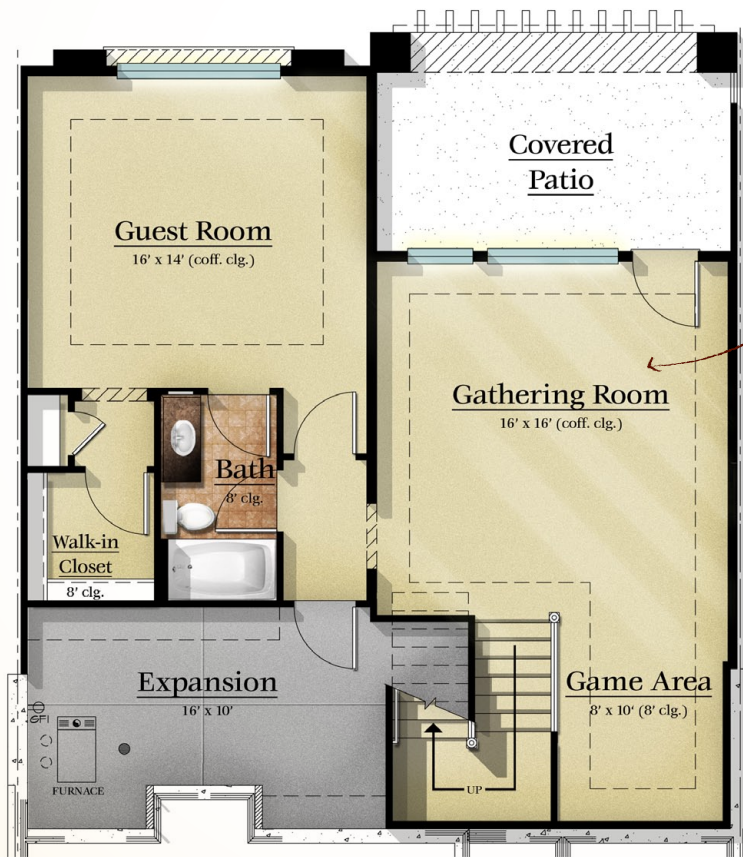 Covered
Patio
Guest Room
16' x 14' (coff. clg.)
Gathering Room
16' x 16' (coff. clg.)
Bath
8' clg.
Walk-in
Closet
8' clg.
Expansion
16' x 10'
Game Area
8' x 10' (8' clg.)
GFI
FURNACE
UP